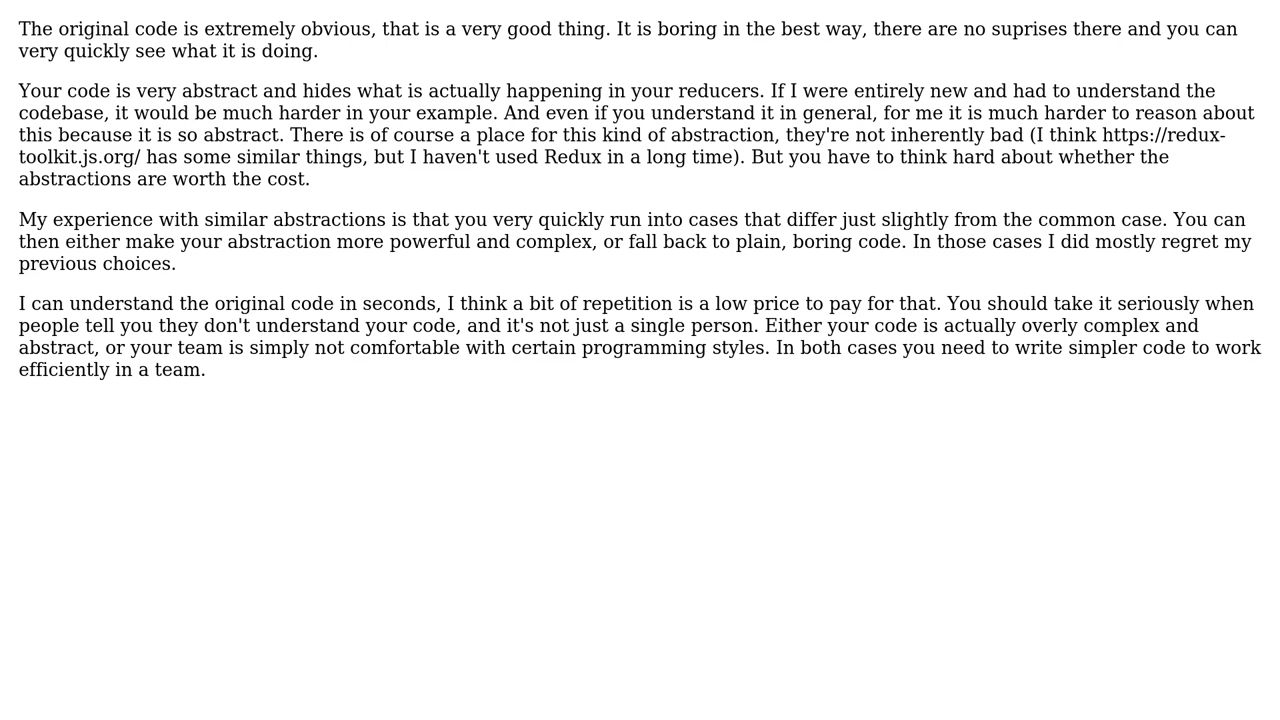 The original code is extremely obvious, that is a very good thing. It is boring in the best way, there are no suprises there and you can
very quickly see what it is doing.
Your code is very abstract and hides what is actually happening in your reducers. If I were entirely new and had to understand the
codebase, it would be much harder in your example. And even if you understand it in general, for me it is much harder to reason about
this because it is so abstract. There is of course a place for this kind of abstraction, they're not inherently bad (I think https://redux-
toolkit.js.org/ has some similar things, but I haven't used Redux in a long time). But you have to think hard about whether the
abstractions are worth the cost.
My experience with similar abstractions is that you very quickly run into cases that differ just slightly from the common case. You can
then either make your abstraction more powerful and complex, or fall back to plain, boring code. In those cases I did mostly regret my
previous choices.
I can understand the original code in seconds, I think a bit of repetition is a low price to pay for that. You should take it seriously when
people tell you they don't understand your code, and it's not just a single person. Either your code is actually overly complex and
abstract, or your team is simply not comfortable with certain programming styles. In both cases you need to write simpler code to work
efficiently in a team.